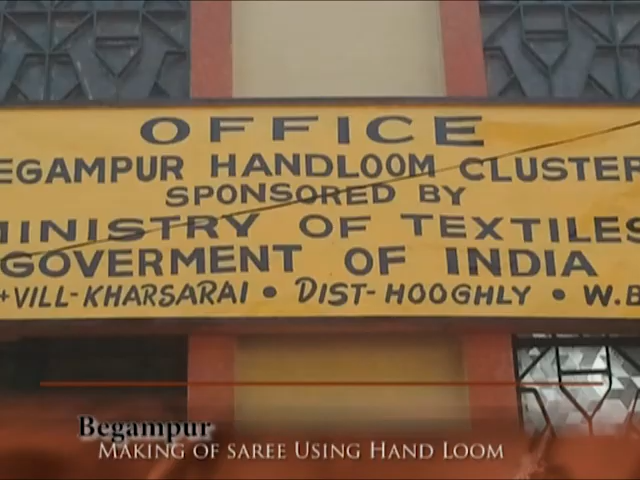 OFFICE
EGAMPUR HANDLOOM CLUSTER
SPONSORED BY
MINISTRY OF TEXTILES
GOVERNMENT OF INDIA
+VILL-KHARSARAI • DIST-HOOGHLY • W.B
Begampur
MAKING OF SAREE USING HAND LOOM